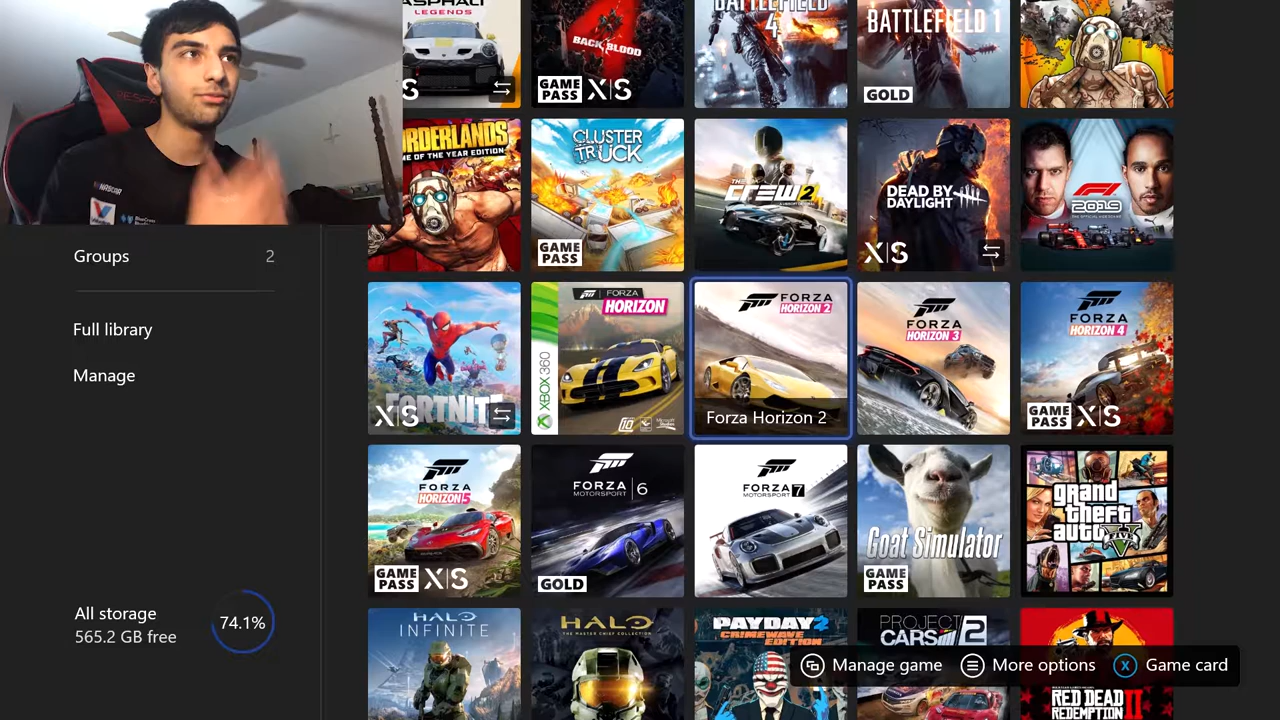 ASPHALT
LEGENDS
S
BACK 4 BLOOD
GAME
PASS
X|S
BATTLEFIELD
4
BATTLEFIELD 1
GOLD
NASCAR
BORDERLANDS
GAME OF THE YEAR EDITION
CLUSTER
TRUCK
GAME
PASS
THE CREW 2
DEAD BY
DAYLIGHT
X|S
F1
2019
THE OFFICIAL VIDEOGAME
Groups 2
Full library
Manage
FORTNITE
X|S
XBOX 360
FORZA
HORIZON
FORZA
HORIZON 2
Forza Horizon 2
FORZA
HORIZON 3
FORZA
HORIZON 4
GAME
PASS
X|S
FORZA
HORIZON 5
GAME
PASS
X|S
FORZA
MOTORSPORT 6
GOLD
FORZA
MOTORSPORT 7
Goat Simulator
GAME
PASS
grand
theft
auto V
FIVE
All storage
565.2 GB free
74.1%
HALO
INFINITE
HALO
THE MASTER CHIEF COLLECTION
PAYDAY 2
CRIMEWAVE
EDITION
PROJECT
CARS 2
RED DEAD
REDEMPTION II
Manage game
More options
X Game card